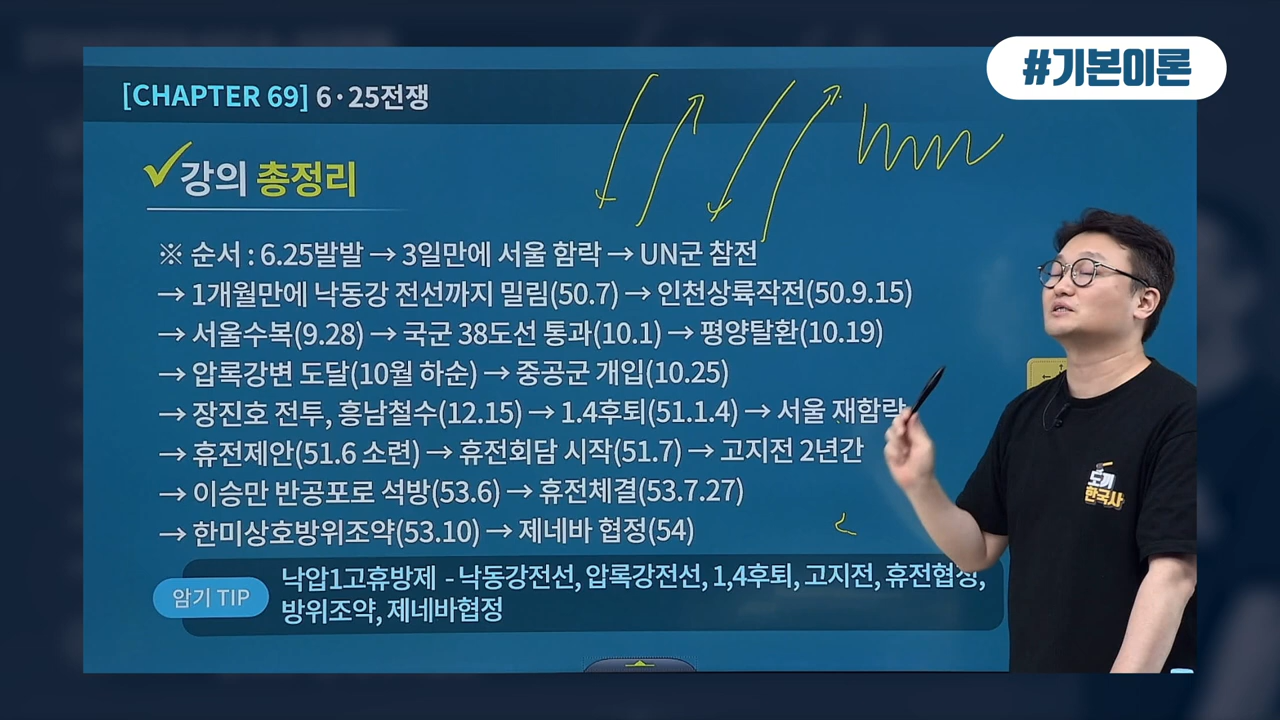 #기본이론
[CHAPTER 69] 6·25전쟁
강의 총정리
※ 순서 : 6.25발발 → 3일만에 서울 함락 → UN군 참전
→ 1개월만에 낙동강 전선까지 밀림(50.7) → 인천상륙작전(50.9.15)
→ 서울수복(9.28) → 국군 38도선 통과(10.1) → 평양탈환(10.19)
→ 압록강변 도달(10월 하순) → 중공군 개입(10.25)
→ 장진호 전투, 흥남철수(12.15) → 1.4후퇴(51.1.4) → 서울 재함락
→ 휴전제안(51.6 소련) → 휴전회담 시작(51.7) → 고지전 2년간
→ 이승만 반공포로 석방(53.6) → 휴전체결(53.7.27)
→ 한미상호방위조약(53.10) → 제네바 협정(54)
암기 TIP
낙압1고휴방제 - 낙동강전선, 압록강전선, 1,4후퇴, 고지전, 휴전협정,
방위조약, 제네바협정
도끼
한국사